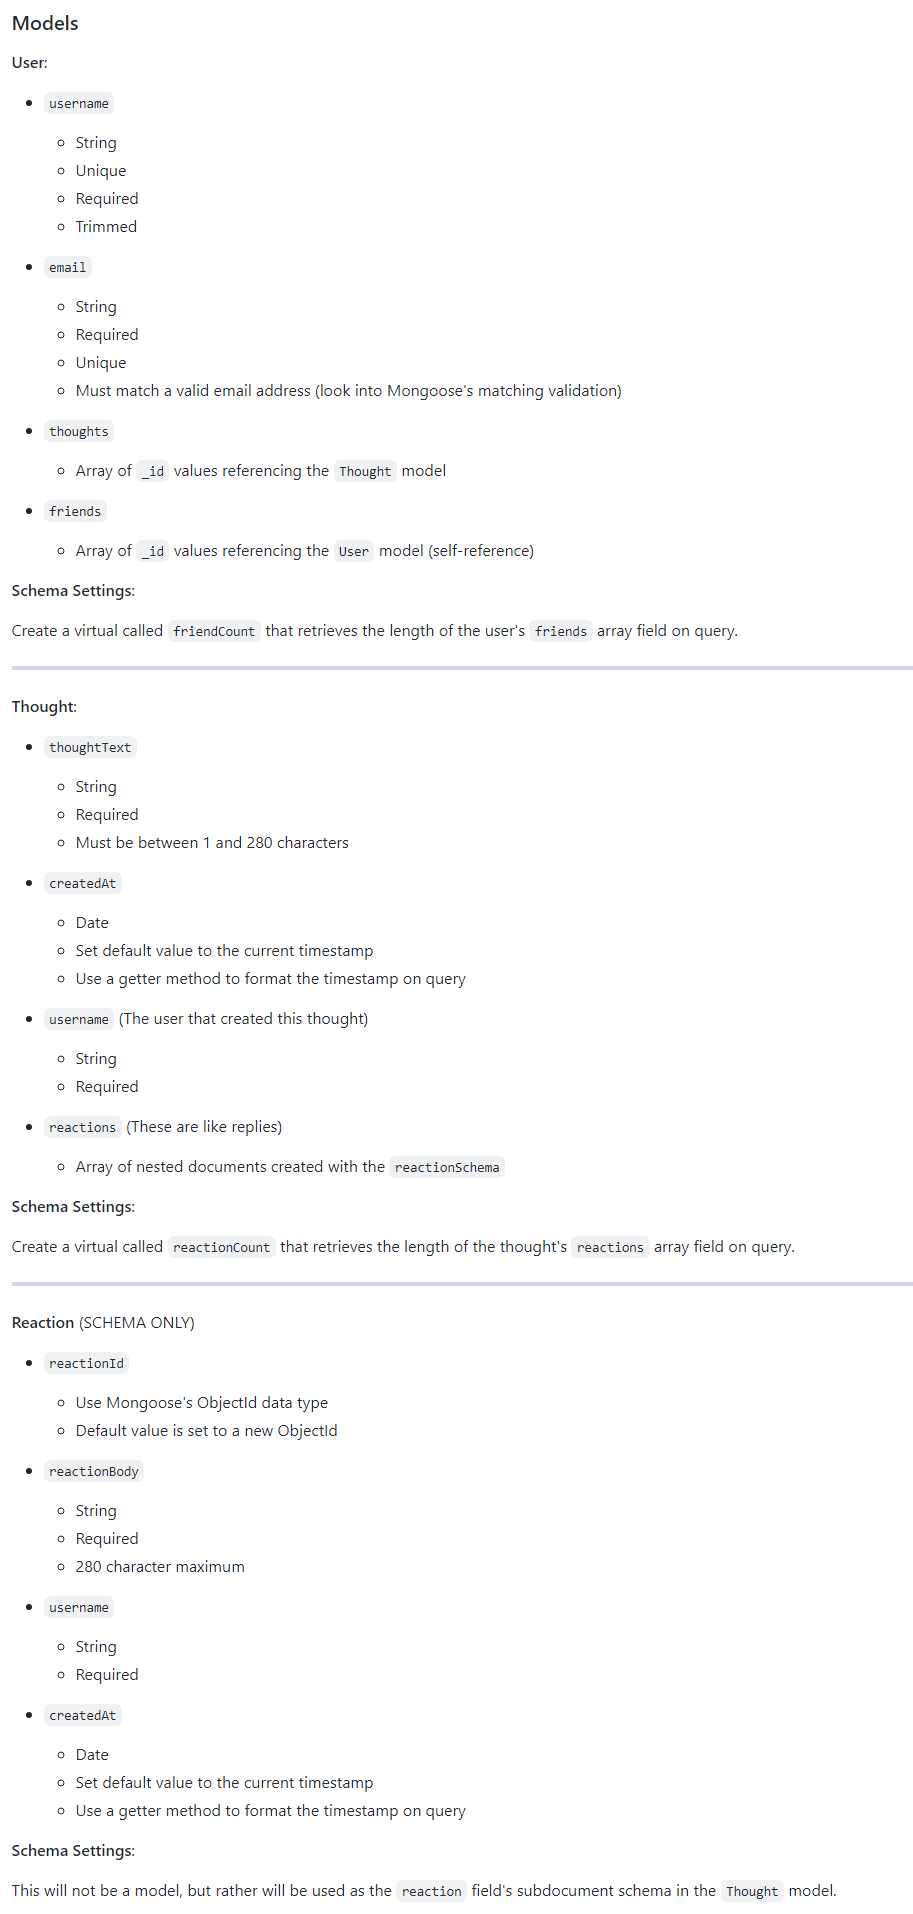 Models
User:
username
String
Unique
Required
Trimmed
email
String
Required
Unique
Must match a valid email address (look into Mongoose's matching validation)
thoughts
Array of _id values referencing the Thought model
friends
Array of _id values referencing the User model (self-reference)
Schema Settings:
Create a virtual called friendCount that retrieves the length of the user's friends array field on query.
Thought:
thoughtText
String
Required
Must be between 1 and 280 characters
createdAt
Date
Set default value to the current timestamp
Use a getter method to format the timestamp on query
username (The user that created this thought)
String
Required
reactions (These are like replies)
Array of nested documents created with the reactionSchema
Schema Settings:
Create a virtual called reactionCount that retrieves the length of the thought's reactions array field on query.
Reaction (SCHEMA ONLY)
reactionId
Use Mongoose's ObjectId data type
Default value is set to a new ObjectId
reactionBody
String
Required
280 character maximum
username
String
Required
createdAt
Date
Set default value to the current timestamp
Use a getter method to format the timestamp on query
Schema Settings:
This will not be a model, but rather will be used as the reaction field's subdocument schema in the Thought model.